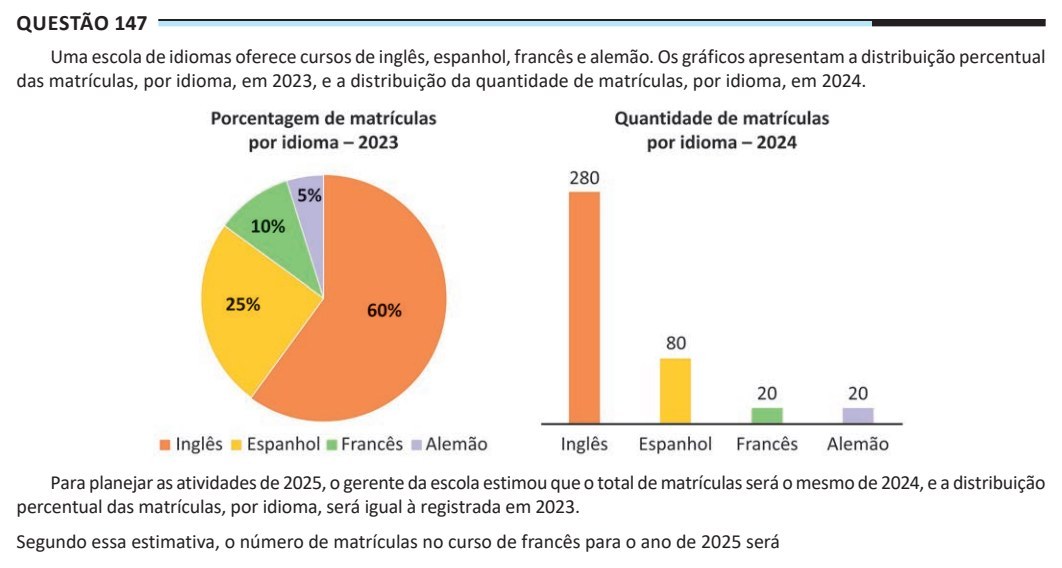 QUESTÃO 147
Uma escola de idiomas oferece cursos de inglês, espanhol, francês e alemão. Os gráficos apresentam a distribuição percentual
das matrículas, por idioma, em 2023, e a distribuição da quantidade de matrículas, por idioma, em 2024.
Porcentagem de matrículas
por idioma – 2023
5%
10%
25%
60%
Inglês Espanhol Francês Alemão
Quantidade de matrículas
por idioma – 2024
280
80
20
20
Inglês Espanhol Francês Alemão
Para planejar as atividades de 2025, o gerente da escola estimou que o total de matrículas será o mesmo de 2024, e a distribuição
percentual das matrículas, por idioma, será igual à registrada em 2023.
Segundo essa estimativa, o número de matrículas no curso de francês para o ano de 2025 será